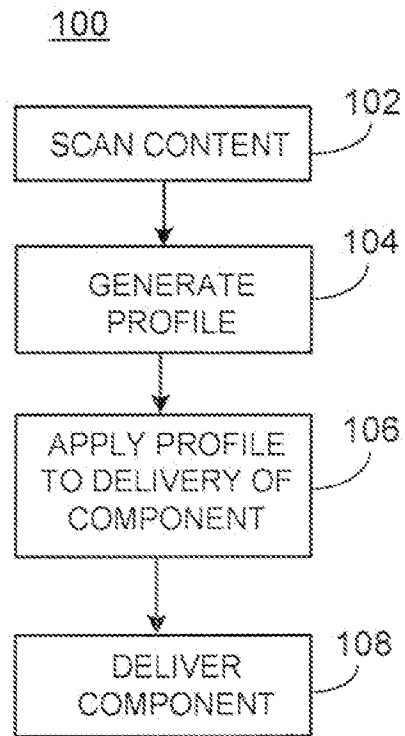 100
SCAN CONTENT
102
GENERATE
PROFILE
104
APPLY PROFILE
TO DELIVERY OF
COMPONENT
106
DELIVER
COMPONENT
108